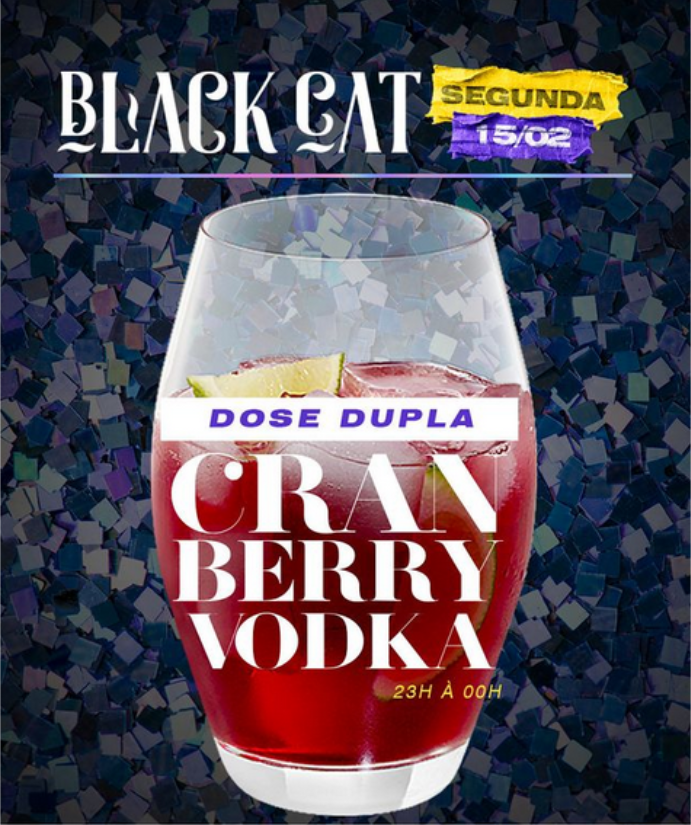 BLACK CAT
SEGUNDA
15/02
DOSE DUPLA
CRAN
BERRY
VODKA
23H À 00H